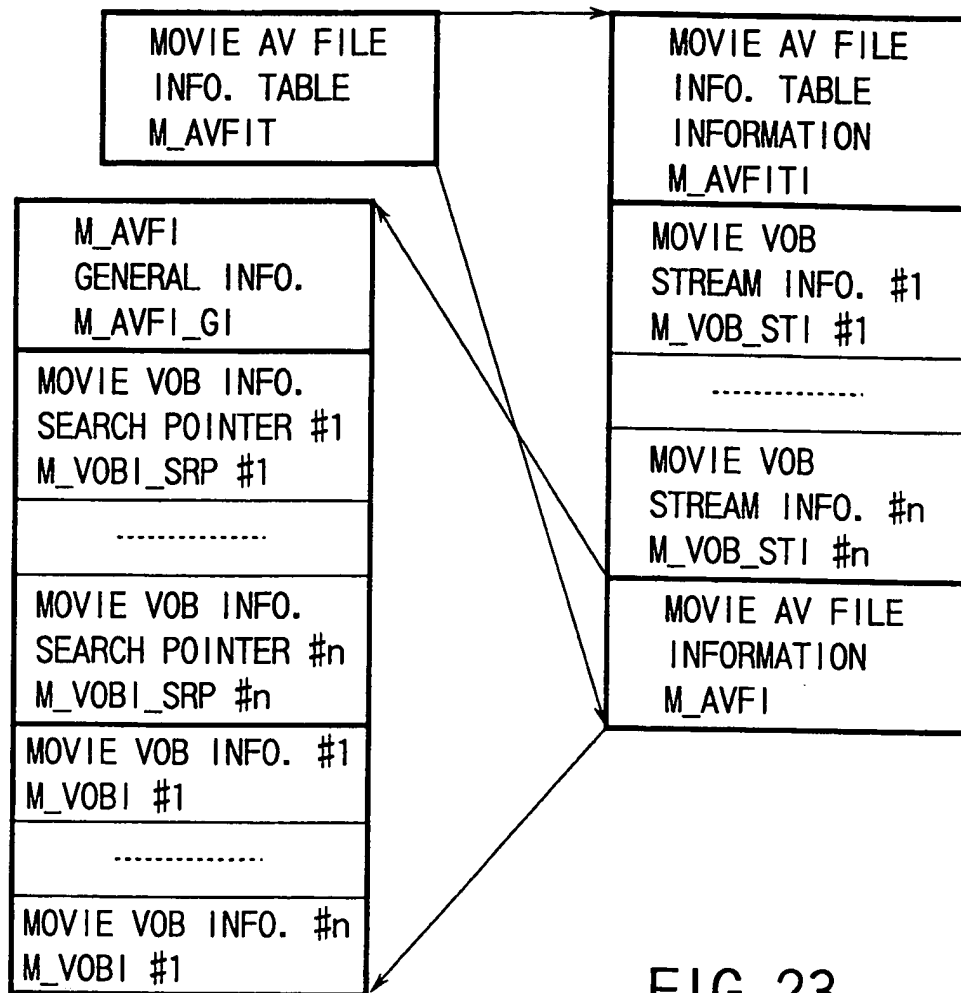 MOVIE AV FILE
INFO. TABLE
M_AVFIT
MOVIE AV FILE
INFO. TABLE
INFORMATION
M_AVFITI
MOVIE VOB
STREAM INFO. #1
M_VOB_STI #1
..............
MOVIE VOB
STREAM INFO. #n
M_VOB_STI #n
MOVIE AV FILE
INFORMATION
M_AVFI
M_AVFI
GENERAL INFO.
M_AVFI_GI
MOVIE VOB INFO.
SEARCH POINTER #1
M_VOBI_SRP #1
..............
MOVIE VOB INFO.
SEARCH POINTER #n
M_VOBI_SRP #n
MOVIE VOB INFO. #1
M_VOBI #1
..............
MOVIE VOB INFO. #n
M_VOBI #1
FIG. 23